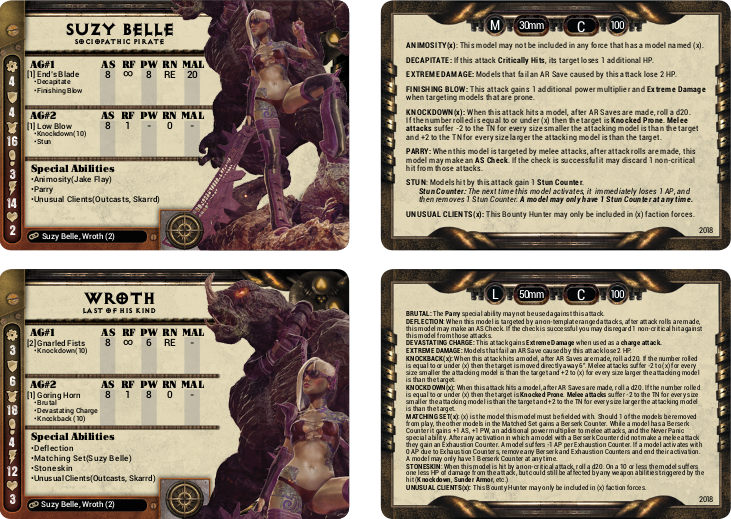 SUZY BELLE
SOCIOPATHIC PIRATE
AG#1 AS RF PW RN MAL
[1] End's Blade 8 ∞ 8 RE 20
•Decapitate
•Finishing Blow
AG#2 AS RF PW RN MAL
[1] Low Blow 8 1 - 0 -
•Knockdown(10)
•Stun
Special Abilities
•Animosity(Jake Flay)
•Parry
•Unusual Clients(Outcasts, Skarrd)
4
4
16
3
14
2
Suzy Belle, Wroth (2)
M 30mm C 100
ANIMOSITY(x): This model may not be included in any force that has a model named (x).
DECAPITATE: If this attack Critically Hits, its target loses 1 additional HP.
EXTREME DAMAGE: Models that fail an AR Save caused by this attack lose 2 HP.
FINISHING BLOW: This attack gains 1 additional power multiplier and Extreme Damage
when targeting models that are prone.
KNOCKDOWN(x): When this attack hits a model, after AR Saves are made, roll a d20.
If the number rolled is equal to or under (x) then the target is Knocked Prone. Melee
attacks suffer -2 to the TN for every size smaller the attacking model is than the target
and +2 to the TN for every size larger the attacking model is than the target.
PARRY: When this model is targeted by melee attacks, after attack rolls are made, this
model may make an AS Check. If the check is successful it may discard 1 non-critical
hit from those attacks.
STUN: Models hit by this attack gain 1 Stun Counter.
Stun Counter: The next time this model activates, it immediately loses 1 AP, and
then removes 1 Stun Counter. A model may only have 1 Stun Counter at any time.
UNUSUAL CLIENTS(x): This Bounty Hunter may only be included in (x) faction forces.
2018
WROTH
LAST OF HIS KIND
AG#1 AS RF PW RN MAL
[2] Gnarled Fists 8 ∞ 6 RE -
•Knockdown(10)
AG#2 AS RF PW RN MAL
[1] Goring Horn 8 1 8 0 -
•Brutal
•Devastating Charge
•Knockback (10)
Special Abilities
•Deflection
•Matching Set(Suzy Belle)
•Stoneskin
•Unusual Clients(Outcasts, Skarrd)
3
6
18
4
12
3
Suzy Belle, Wroth (2)
L 50mm C 100
BRUTAL: The Parry special ability may not be used against this attack.
DEFLECTION: When this model is targeted by a non-template ranged attacks, after attack rolls are made,
this model may make an AS Check. If the check is successful you may disregard 1 non-critical hit against
this model from those attacks.
DEVASTATING CHARGE: This attack gains Extreme Damage when used as a charge attack.
EXTREME DAMAGE: Models that fail an AR Save caused by this attack lose 2 HP.
KNOCKBACK(x): When this attack hits a model, after AR Saves are made, roll a d20. If the number rolled
is equal to or under (x) then the target is moved directly away 6". Melee attacks suffer -2 to (x) for every
size smaller the attacking model is than the target and +2 to (x) for every size larger the attacking model
is than the target.
KNOCKDOWN(x): When this attack hits a model, after AR Saves are made, roll a d20. If the number rolled
is equal to or under (x) then the target is Knocked Prone. Melee attacks suffer -2 to the TN for every size
smaller the attacking model is than the target and +2 to the TN for every size larger the attacking model
is than the target.
MATCHING SET(x): (x) is the model this model must be fielded with. Should 1 of the models be removed
from play, the other models in the Matched Set gains a Berserk Counter. While a model has a Berserk
Counter it gains +1 AS, +1 PW, an additional power multiplier to melee attacks, and the Never Panic
special ability. After any activation in which a model with a Berserk Counter did not make a melee attack
they gain an Exhaustion Counter. A model suffers -1 AP per Exhaustion Counter. If a model activates with
0 AP due to Exhaustion Counters, remove any Berserk and Exhaustion Counters and end their activation.
A model may only have 1 Berserk Counter at any time.
STONESKIN: When this model is hit by a non-critical attack, roll a d20. On a 10 or less the model suffers
one less HP of damage from the attack, but could still be affected by any weapon abilities triggered by the
hit (Knockdown, Sunder Armor, etc.)
UNUSUAL CLIENTS(x): This Bounty Hunter may only be included in (x) faction forces.
2018